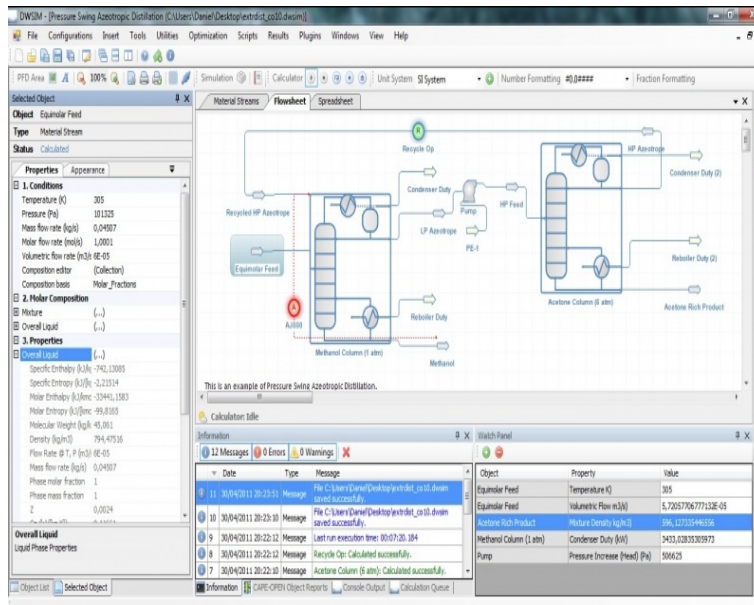 DWSIM - [Pressure Swing Azeotropic Distillation (C:\Users\Daniel\Desktop\extrdist_co10.dwsim)]
File Configurations Insert Tools Utilities Optimization Scripts Results Plugins Windows View Help
PFD Area A 100% Simulation Calculator Unit System SI System Number Formatting #0.0#### Fraction Formatting
Selected Object
Object Equimolar Feed
Type Material Stream
Status Calculated
Properties Appearance
1. Conditions
Temperature (K) 305
Pressure (Pa) 101325
Mass flow rate (kg/s) 0,04507
Molar flow rate (mol/s) 1,0001
Volumetric flow rate (m3/s 6E-05
Composition editor (Collection)
Composition basis Molar_Fractions
2. Molar Composition
Mixture (...)
Overall Liquid (...)
3. Properties
Overall Liquid (...)
Specific Enthalpy (kJ/k -742,13085
Specific Entropy (kJ/[k -2,21514
Molar Enthalpy (kJ/kmo -33441,1583
Molar Entropy (kJ/[kmo -99,8165
Molecular Weight (kg/k 45,061
Density (kg/m3) 794,47516
Flow Rate @ T, P (m3/ 6E-05
Mass flow rate (kg/s) 0,04507
Phase molar fraction 1
Phase mass fraction 1
Z 0,0024
Overall Liquid
Liquid Phase Properties
Object List Selected Object
Material Streams Flowsheet Spreadsheet
R
Recycle Op
HP Azeotrope
Condenser Duty
Condenser Duty (2)
Recycled HP Azeotrope
Pump
HP Feed
LP Azeotrope
PE-1
Equimolar Feed
Reboiler Duty (2)
A
AJ000
Reboiler Duty
Acetone Column (6 atm)
Acetone Rich Product
Methanol Column (1 atm)
Methanol
This is an example of Pressure Swing Azeotropic Distillation.
Calculator: Idle
Information
12 Messages 0 Errors 0 Warnings
Date Type Message
11 30/04/2011 20:23:51 Message File C:\Users\Daniel\Desktop\extrdist_co10.dwsim saved successfully.
10 30/04/2011 20:23:10 Message File C:\Users\Daniel\Desktop\extrdist_co10.dwsim saved successfully.
9 30/04/2011 20:22:12 Message Last run execution time: 00:07:20.184
8 30/04/2011 20:22:12 Message Recycle Op: Calculated successfully.
7 30/04/2011 20:22:10 Message Acetone Column (6 atm): Calculated successfully.
Information CAPE-OPEN Object Reports Console Output Calculation Queue
Watch Panel
Object Property Value
Equimolar Feed Temperature K) 305
Equimolar Feed Volumetric Flow m3/s) 5,72057706777132E-05
Acetone Rich Product Mixture Density kg/m3) 596,127335446556
Methanol Column (1 atm) Condenser Duty (kW) 3433,02835305973
Pump Pressure Increase (Head) (Pa) 506625